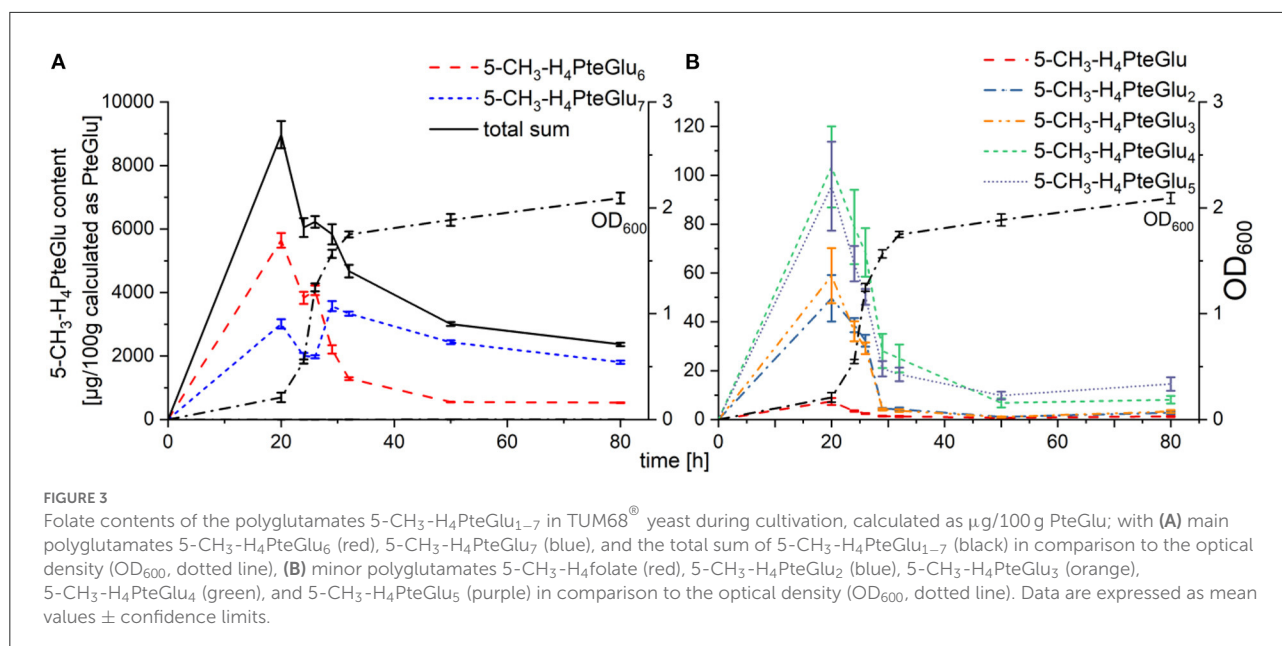 A
5-CH₃-H₄PteGlu₆
5-CH₃-H₄PteGlu₇
total sum
10000
8000
6000
4000
2000
0
5-CH₃-H₄PteGlu content
[µg/100g calculated as PteGlu]
3
2
1
0
OD₆₀₀
0 20 40 60 80
time [h]
B
5-CH₃-H₄PteGlu
5-CH₃-H₄PteGlu₂
5-CH₃-H₄PteGlu₃
5-CH₃-H₄PteGlu₄
5-CH₃-H₄PteGlu₅
120
100
80
60
40
20
0
3
2
1
0
OD₆₀₀
OD₆₀₀
0 20 40 60 80
FIGURE 3
Folate contents of the polyglutamates 5-CH₃-H₄PteGlu₁₋₇ in TUM68® yeast during cultivation, calculated as µg/100 g PteGlu; with (A) main
polyglutamates 5-CH₃-H₄PteGlu₆ (red), 5-CH₃-H₄PteGlu₇ (blue), and the total sum of 5-CH₃-H₄PteGlu₁₋₇ (black) in comparison to the optical
density (OD₆₀₀, dotted line), (B) minor polyglutamates 5-CH₃-H4folate (red), 5-CH₃-H₄PteGlu₂ (blue), 5-CH₃-H₄PteGlu₃ (orange),
5-CH₃-H₄PteGlu₄ (green), and 5-CH₃-H₄PteGlu₅ (purple) in comparison to the optical density (OD₆₀₀, dotted line). Data are expressed as mean
values ± confidence limits.